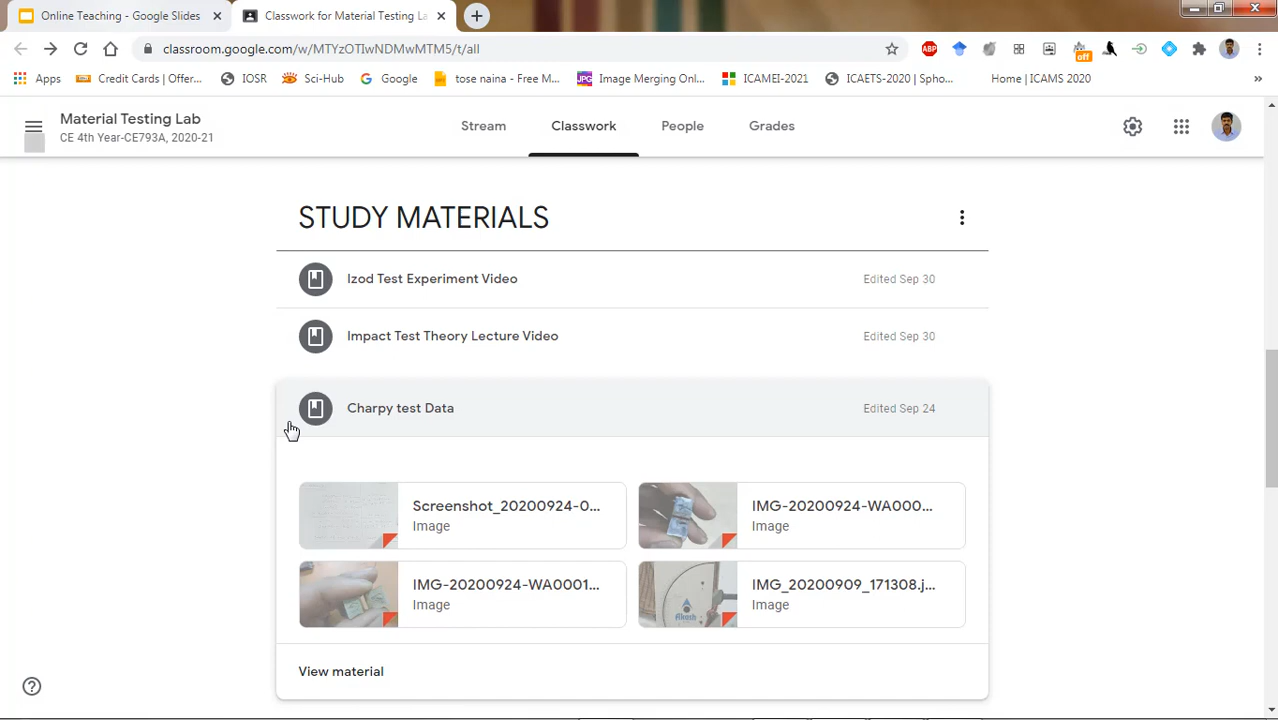 Online Teaching - Google Slides
Classwork for Material Testing La
classroom.google.com/w/MTYzOTIwNDMwMTM5/t/all
ABP
off
Apps
Credit Cards | Offer...
IOSR
Sci-Hub
Google
tose naina - Free M...
JPG
Image Merging Onl...
ICAMEI-2021
ICAETS-2020 | Spho...
Home | ICAMS 2020
»
Material Testing Lab
CE 4th Year-CE793A, 2020-21
Stream
Classwork
People
Grades
STUDY MATERIALS
Izod Test Experiment Video
Edited Sep 30
Impact Test Theory Lecture Video
Edited Sep 30
Charpy test Data
Edited Sep 24
Screenshot_20200924-0...
Image
IMG-20200924-WA000...
Image
IMG-20200924-WA0001...
Image
Akash
IMG_20200909_171308.j...
Image
View material